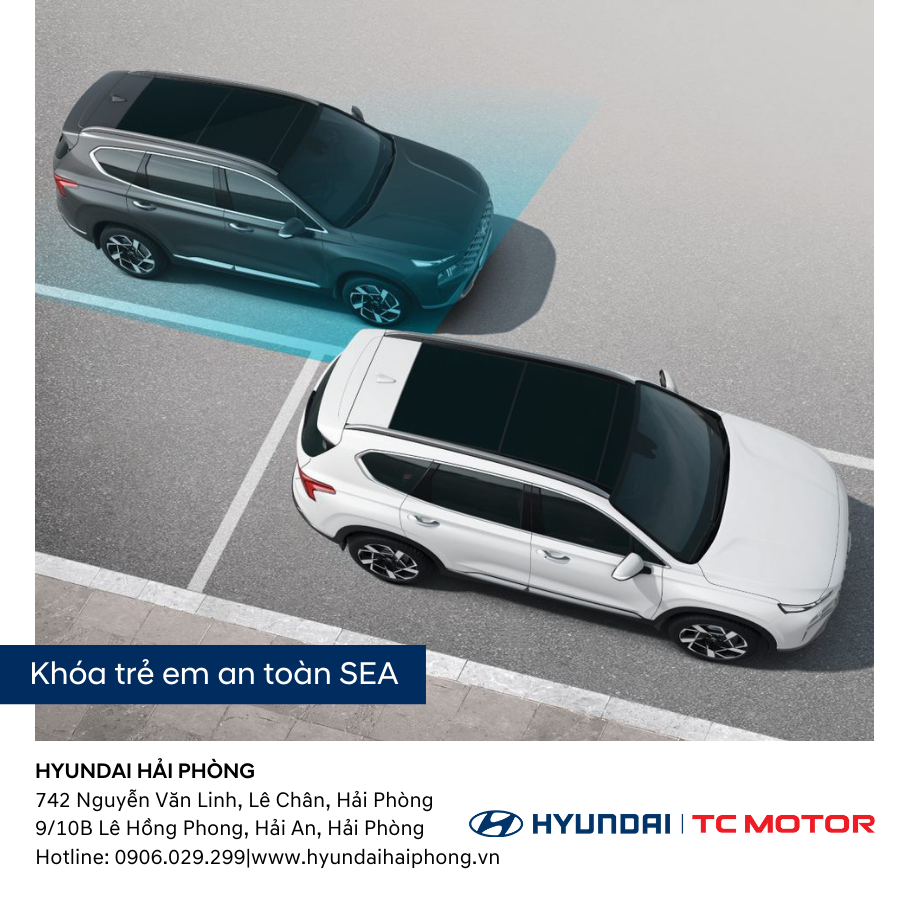 Khóa trẻ em an toàn SEA
HYUNDAI HẢI PHÒNG
742 Nguyễn Văn Linh, Lê Chân, Hải Phòng
9/10B Lê Hồng Phong, Hải An, Hải Phòng
Hotline: 0906.029.299|www.hyundaihaiphong.vn
HYUNDAI | TC MOTOR